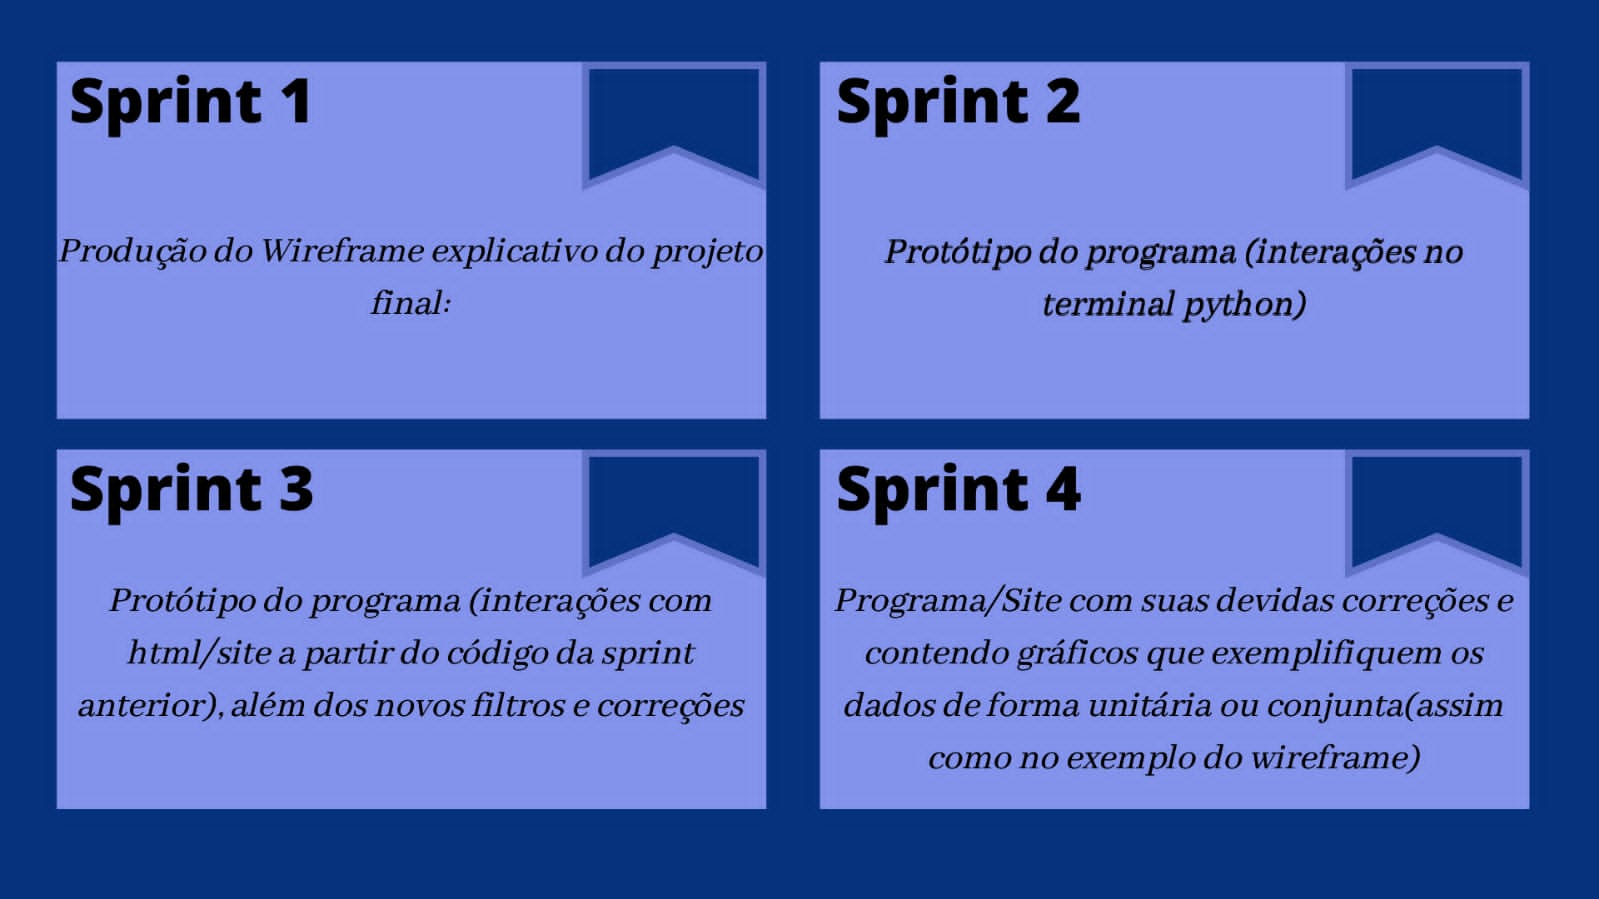 Sprint 1
Produção do Wireframe explicativo do projeto
final:
Sprint 2
Protótipo do programa (interações no
terminal python)
Sprint 3
Protótipo do programa (interações com
html/site a partir do código da sprint
anterior), além dos novos filtros e correções
Sprint 4
Programa/Site com suas devidas correções e
contendo gráficos que exemplifiquem os
dados de forma unitária ou conjunta(assim
como no exemplo do wireframe)